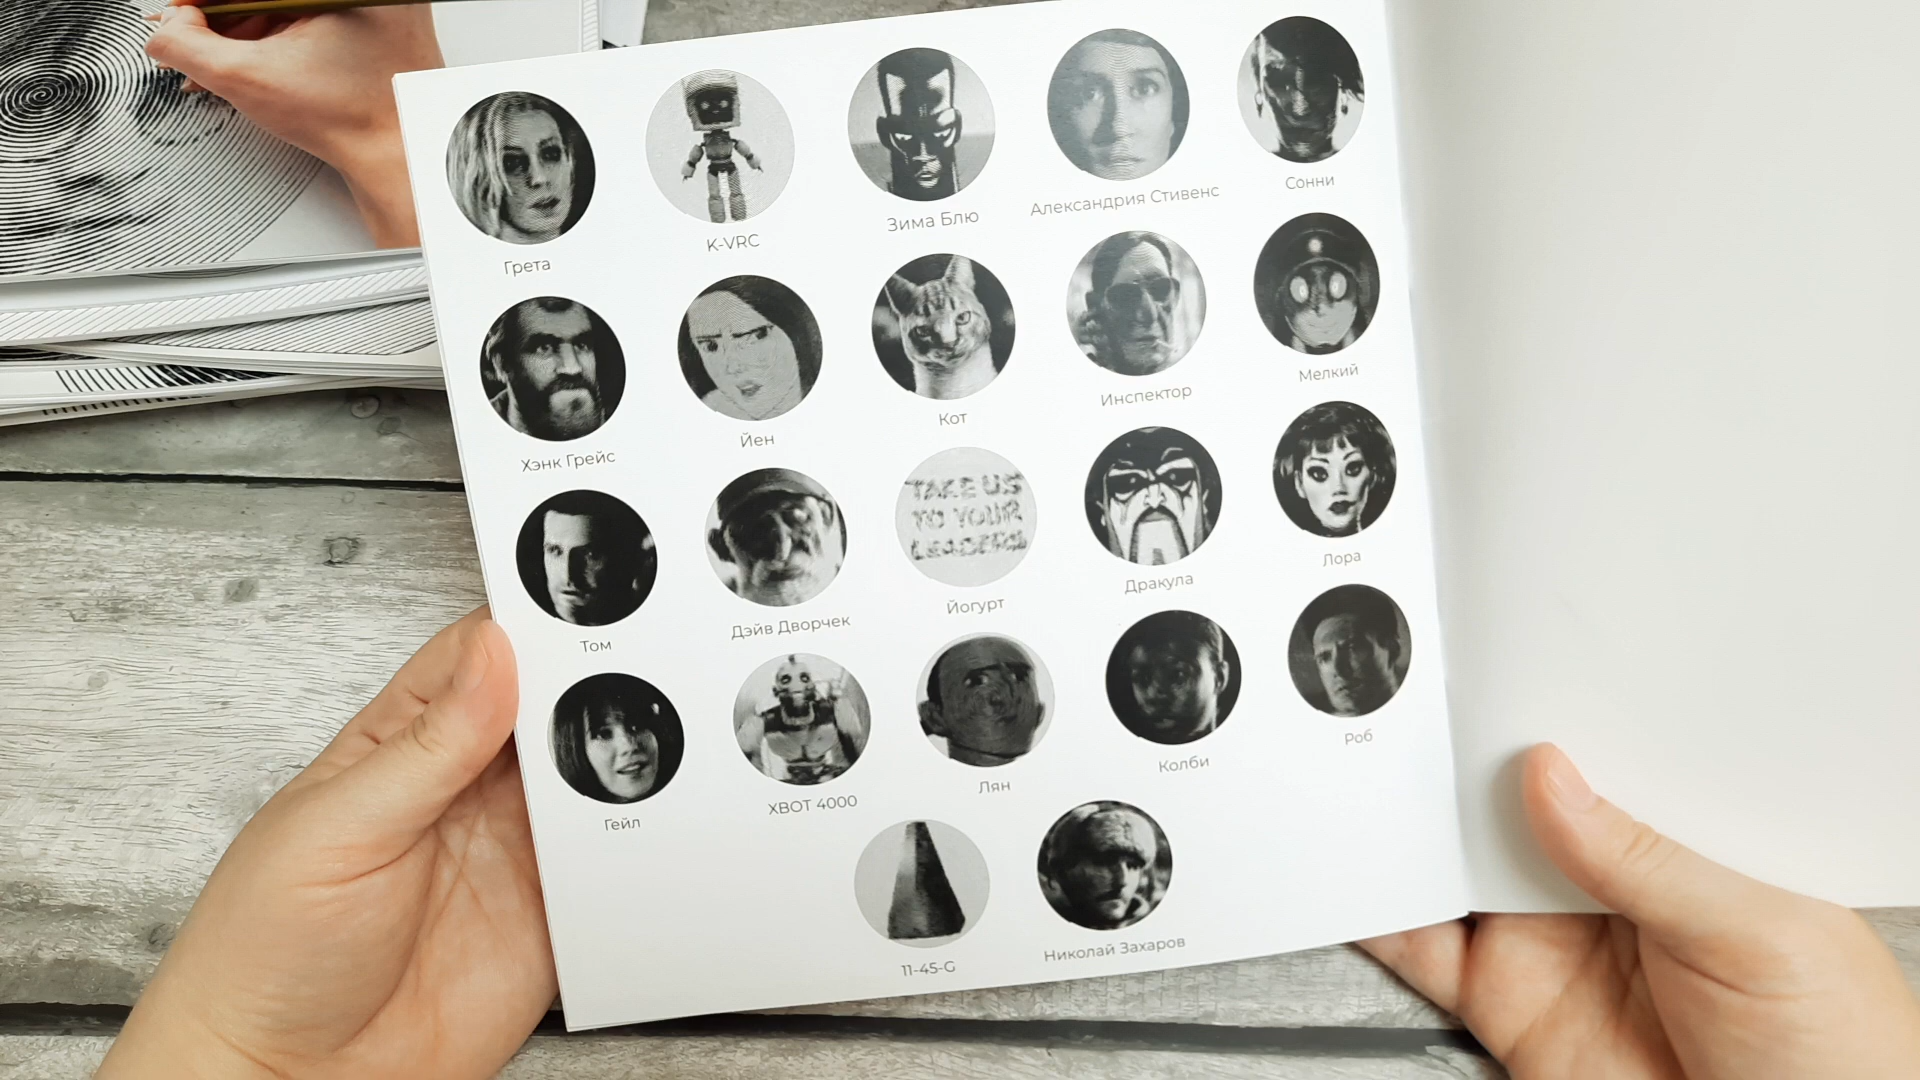 Грета
K-VRC
Зима Блю
Александрия Стивенс
Сонни
Хэнк Грейс
Йен
Кот
Инспектор
Мелкий
Том
Дэйв Дворчек
TAKE US
TO YOUR
LEADERS
Йогурт
Дракула
Лора
Гейл
XBOT 4000
Лян
Колби
Роб
11-45-G
Николай Захаров